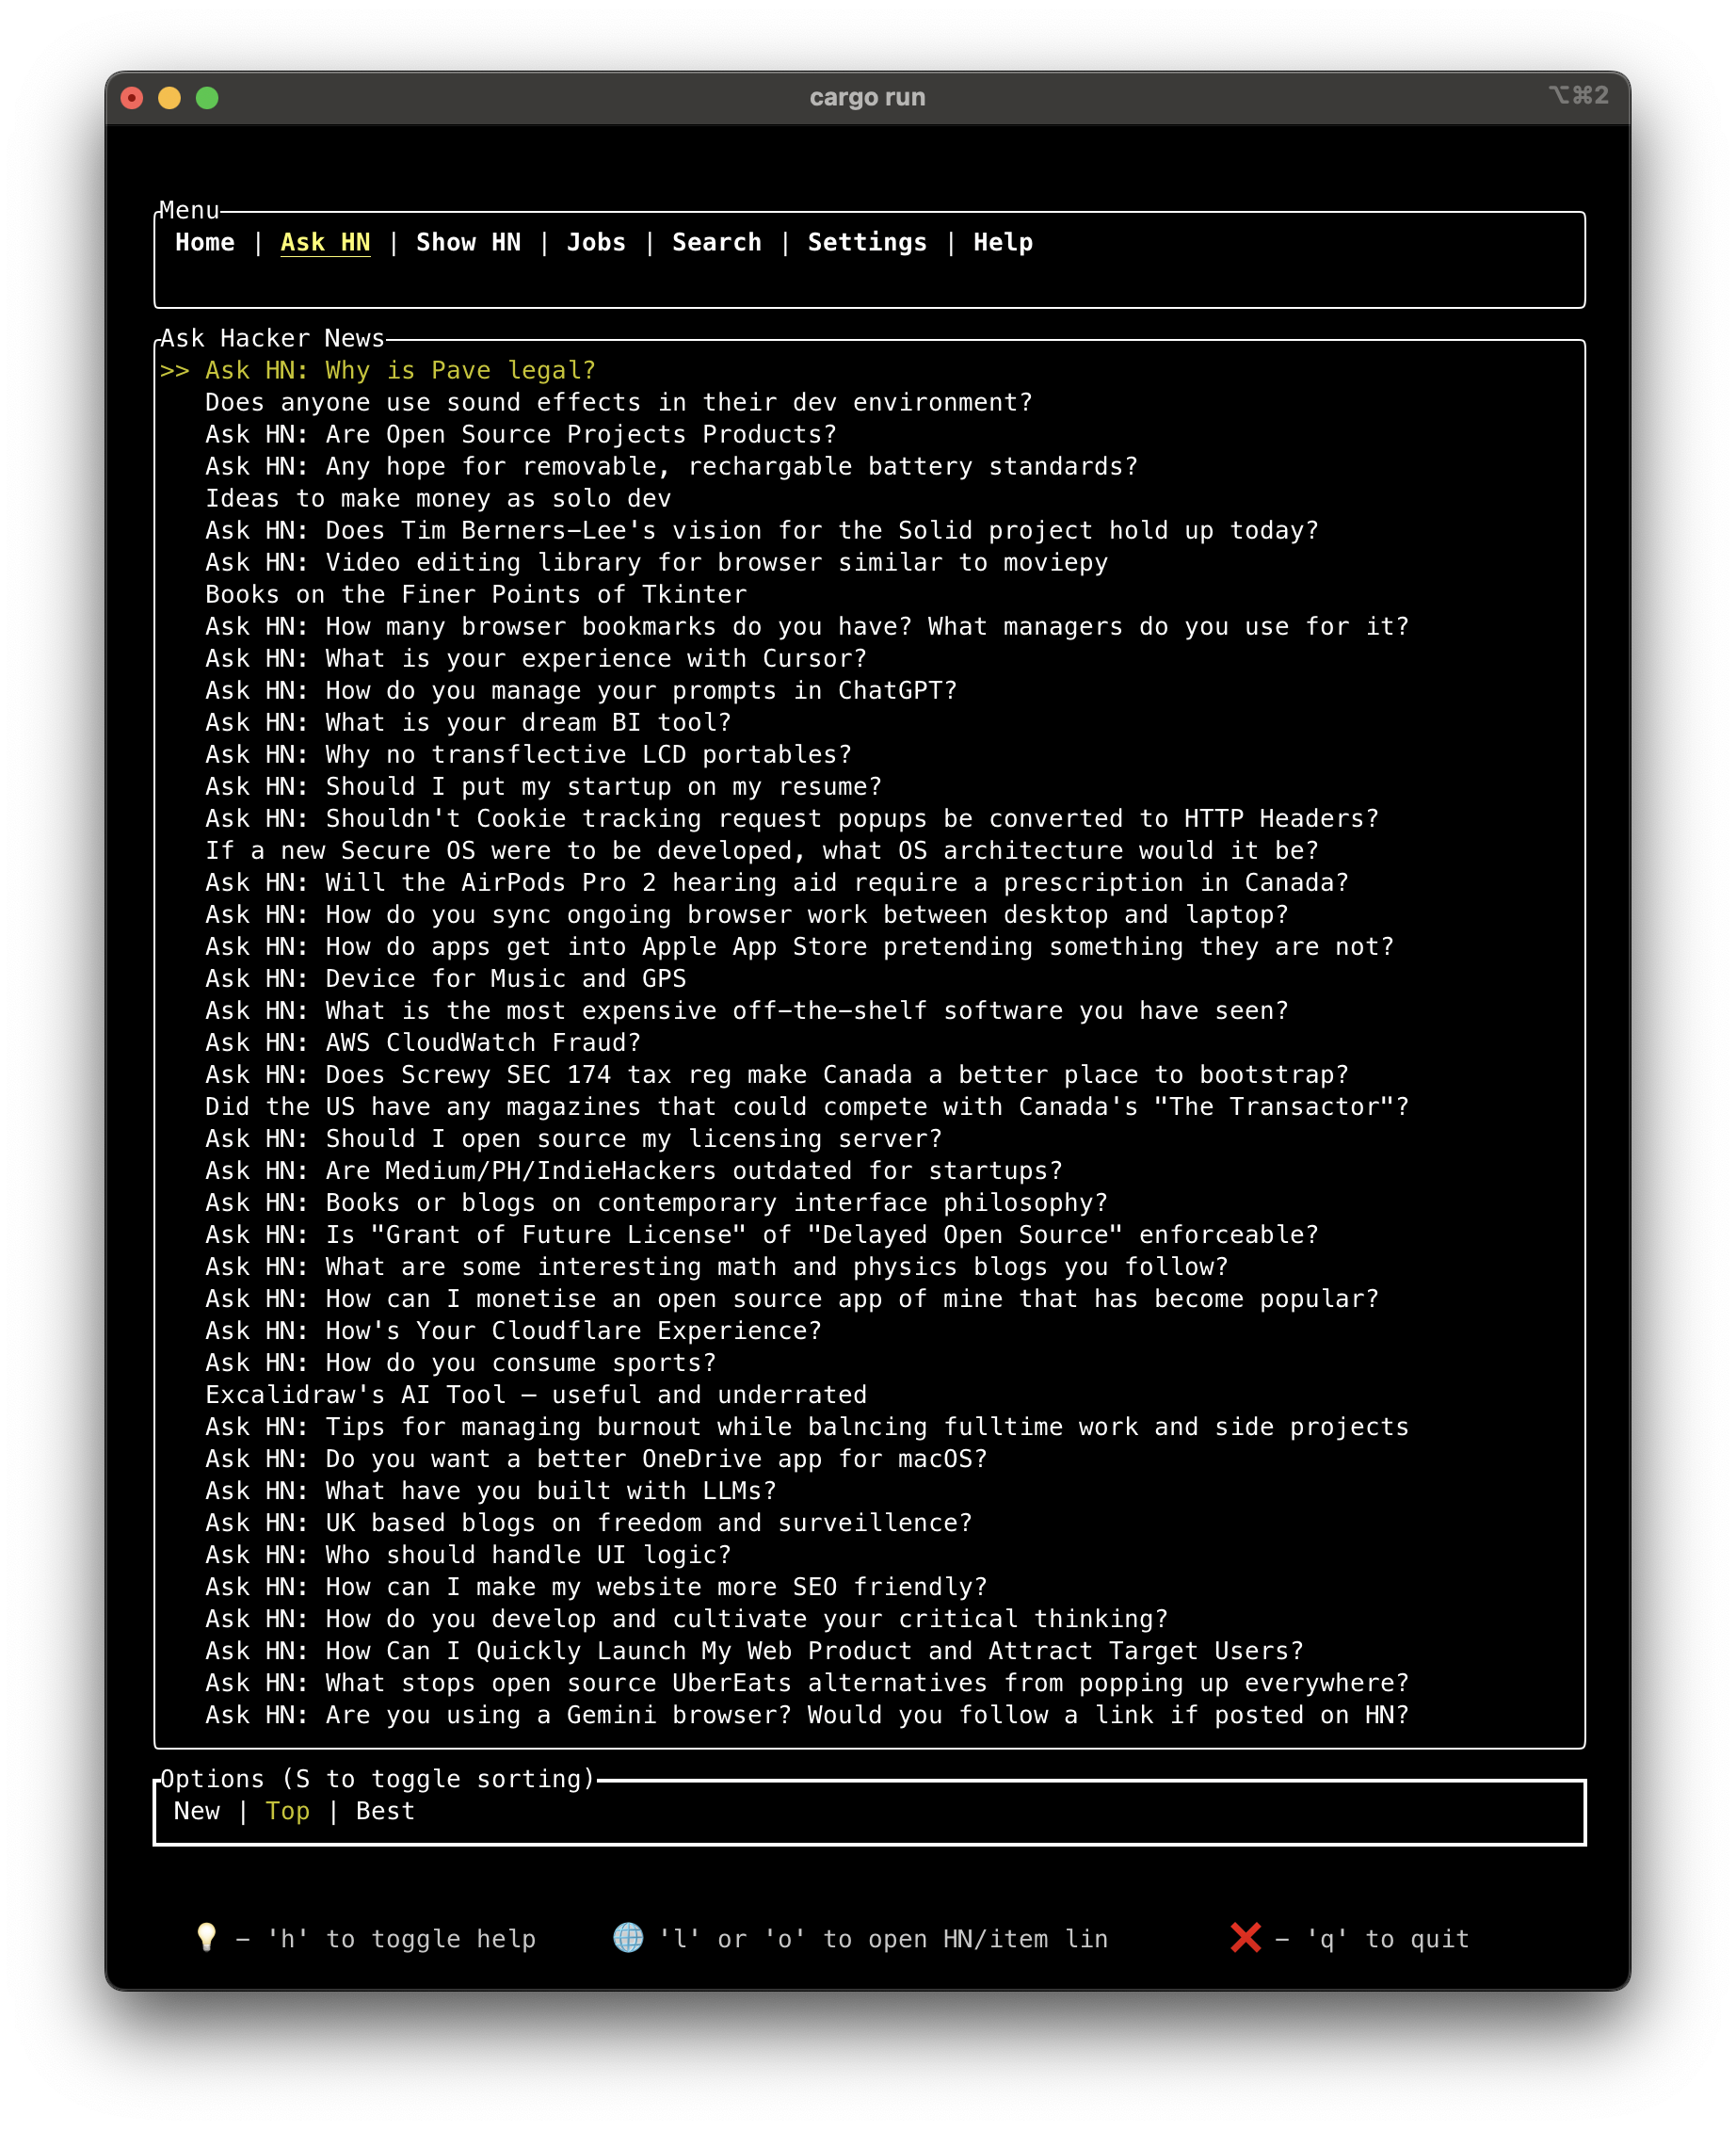 cargo run
⌥⌘2
Menu
Home | Ask HN | Show HN | Jobs | Search | Settings | Help
Ask Hacker News
>> Ask HN: Why is Pave legal?
Does anyone use sound effects in their dev environment?
Ask HN: Are Open Source Projects Products?
Ask HN: Any hope for removable, rechargable battery standards?
Ideas to make money as solo dev
Ask HN: Does Tim Berners-Lee's vision for the Solid project hold up today?
Ask HN: Video editing library for browser similar to moviepy
Books on the Finer Points of Tkinter
Ask HN: How many browser bookmarks do you have? What managers do you use for it?
Ask HN: What is your experience with Cursor?
Ask HN: How do you manage your prompts in ChatGPT?
Ask HN: What is your dream BI tool?
Ask HN: Why no transflective LCD portables?
Ask HN: Should I put my startup on my resume?
Ask HN: Shouldn't Cookie tracking request popups be converted to HTTP Headers?
If a new Secure OS were to be developed, what OS architecture would it be?
Ask HN: Will the AirPods Pro 2 hearing aid require a prescription in Canada?
Ask HN: How do you sync ongoing browser work between desktop and laptop?
Ask HN: How do apps get into Apple App Store pretending something they are not?
Ask HN: Device for Music and GPS
Ask HN: What is the most expensive off-the-shelf software you have seen?
Ask HN: AWS CloudWatch Fraud?
Ask HN: Does Screwy SEC 174 tax reg make Canada a better place to bootstrap?
Did the US have any magazines that could compete with Canada's "The Transactor"?
Ask HN: Should I open source my licensing server?
Ask HN: Are Medium/PH/IndieHackers outdated for startups?
Ask HN: Books or blogs on contemporary interface philosophy?
Ask HN: Is "Grant of Future License" of "Delayed Open Source" enforceable?
Ask HN: What are some interesting math and physics blogs you follow?
Ask HN: How can I monetise an open source app of mine that has become popular?
Ask HN: How's Your Cloudflare Experience?
Ask HN: How do you consume sports?
Excalidraw's AI Tool – useful and underrated
Ask HN: Tips for managing burnout while balncing fulltime work and side projects
Ask HN: Do you want a better OneDrive app for macOS?
Ask HN: What have you built with LLMs?
Ask HN: UK based blogs on freedom and surveillence?
Ask HN: Who should handle UI logic?
Ask HN: How can I make my website more SEO friendly?
Ask HN: How do you develop and cultivate your critical thinking?
Ask HN: How Can I Quickly Launch My Web Product and Attract Target Users?
Ask HN: What stops open source UberEats alternatives from popping up everywhere?
Ask HN: Are you using a Gemini browser? Would you follow a link if posted on HN?
Options (S to toggle sorting)
New | Top | Best
💡 – 'h' to toggle help 🌐 'l' or 'o' to open HN/item lin ❌ – 'q' to quit